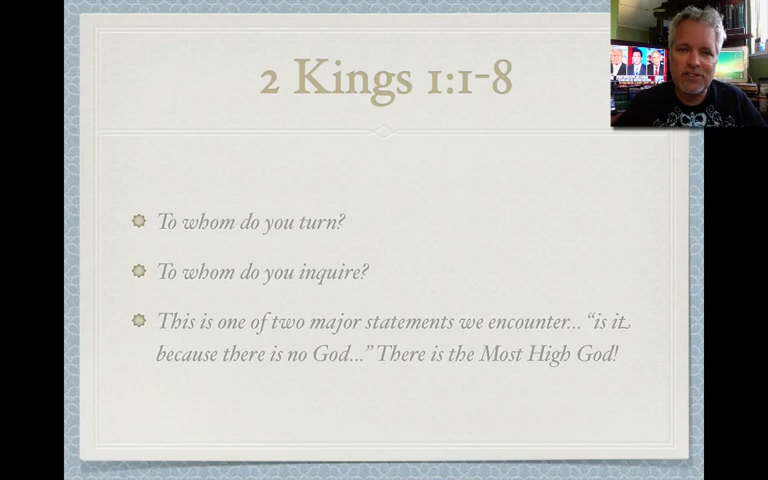 2 Kings 1:1-8
To whom do you turn?
To whom do you inquire?
This is one of two major statements we encounter... “is it
because there is no God...” There is the Most High God!